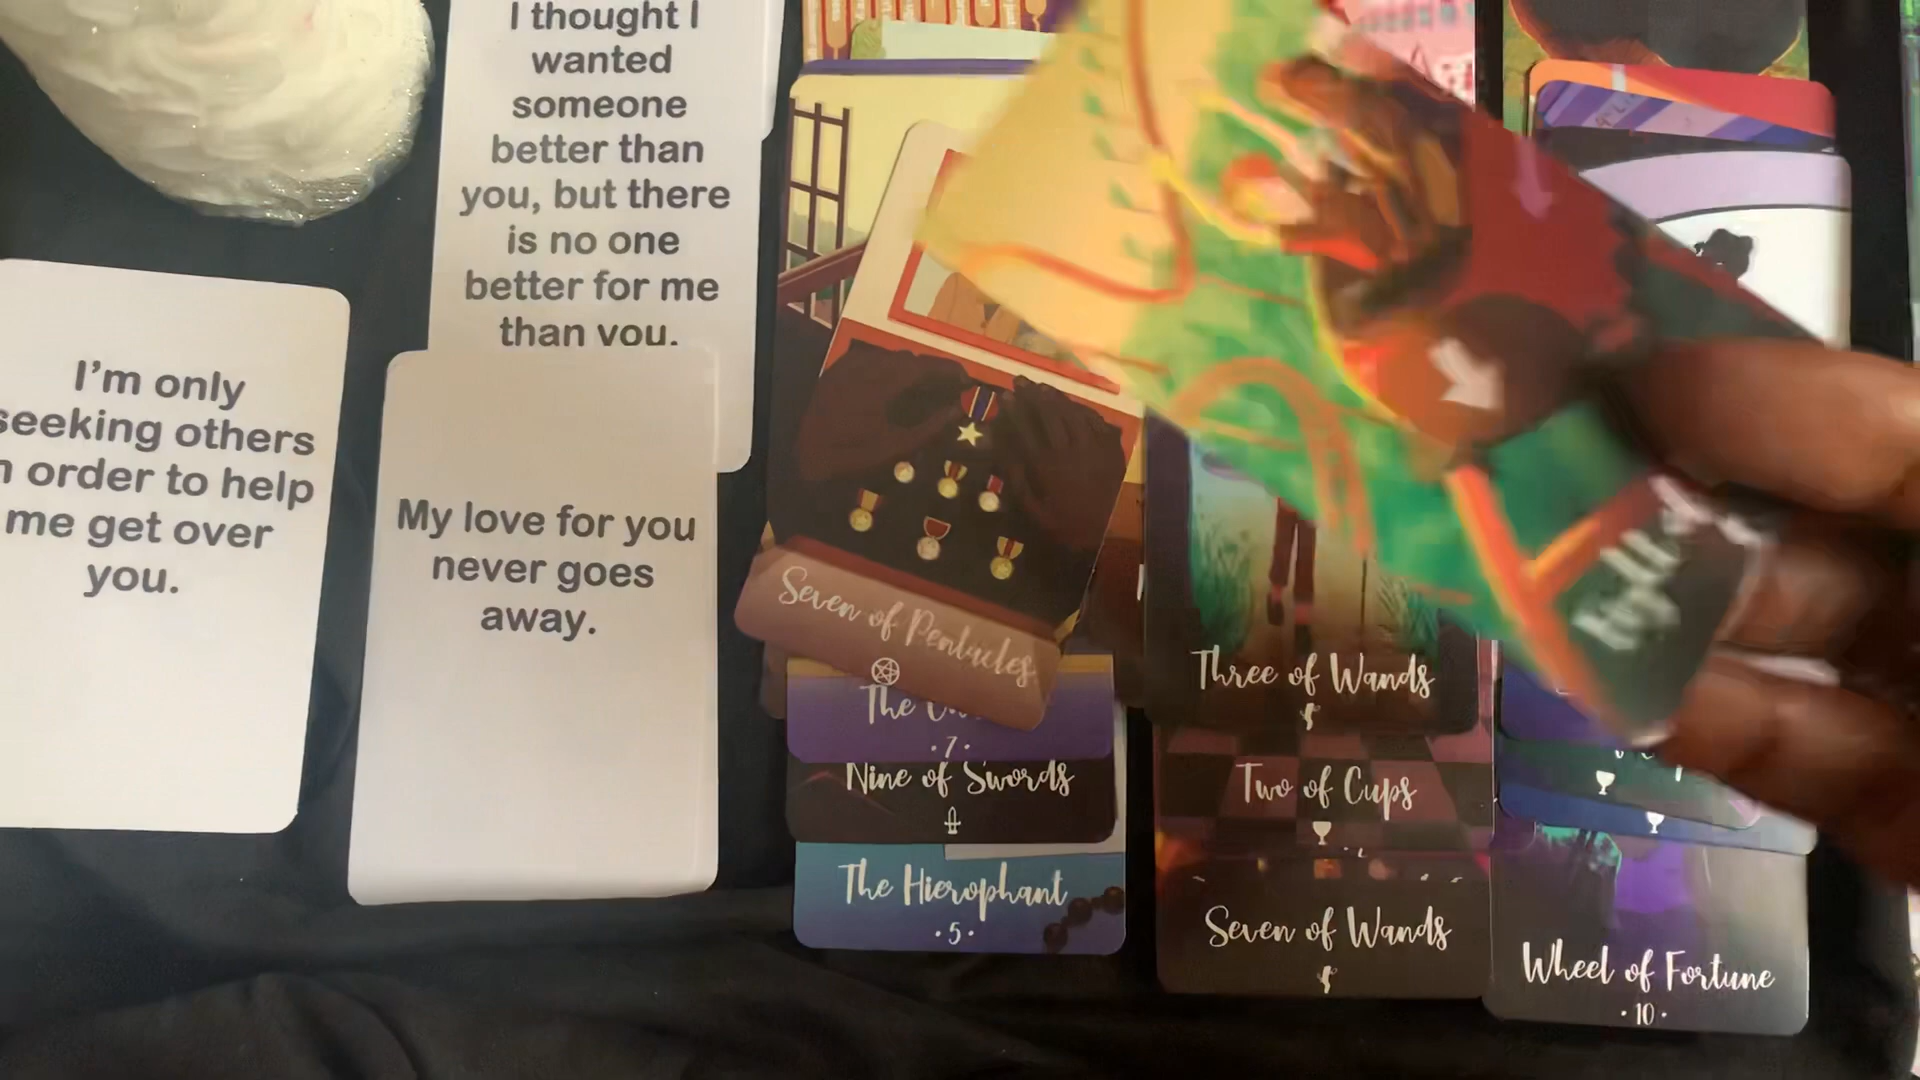 I thought I
wanted
someone
better than
you, but there
is no one
better for me
than you.
I'm only
seeking others
order to help
me get over
you.
My love for you
never goes
away.
Seven of Pentacles
The
· 7 ·
Nine of Swords
The Hierophant
· 5 ·
Three of Wands
Two of Cups
Seven of Wands
Wheel of Fortune
· 10 ·